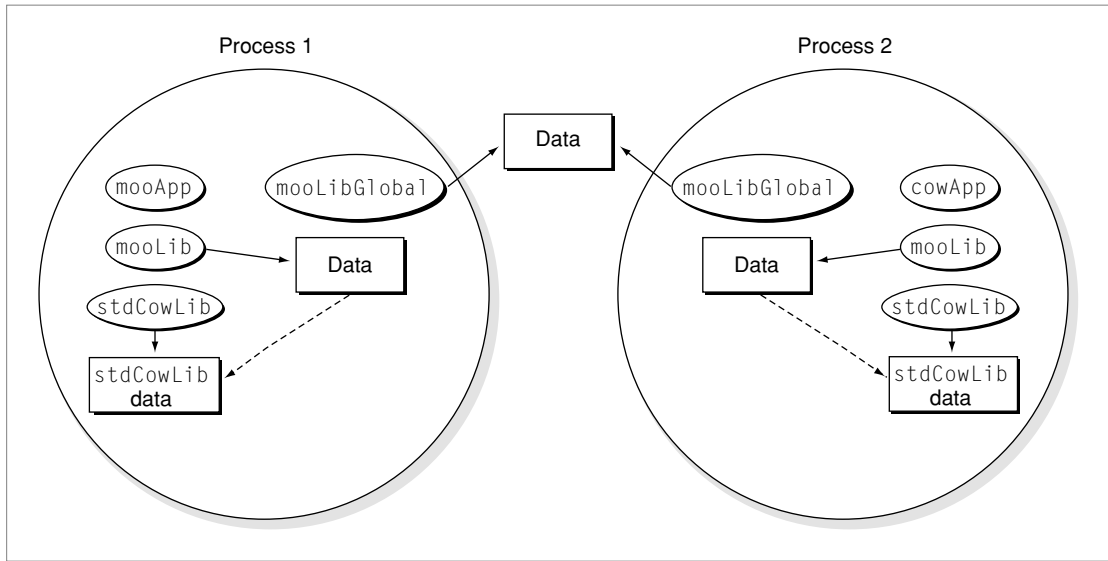 Process 1
Process 2
Data
mooApp
mooLibGlobal
mooLibGlobal
cowApp
mooLib
Data
Data
mooLib
stdCowLib
stdCowLib
stdCowLib
data
stdCowLib
data